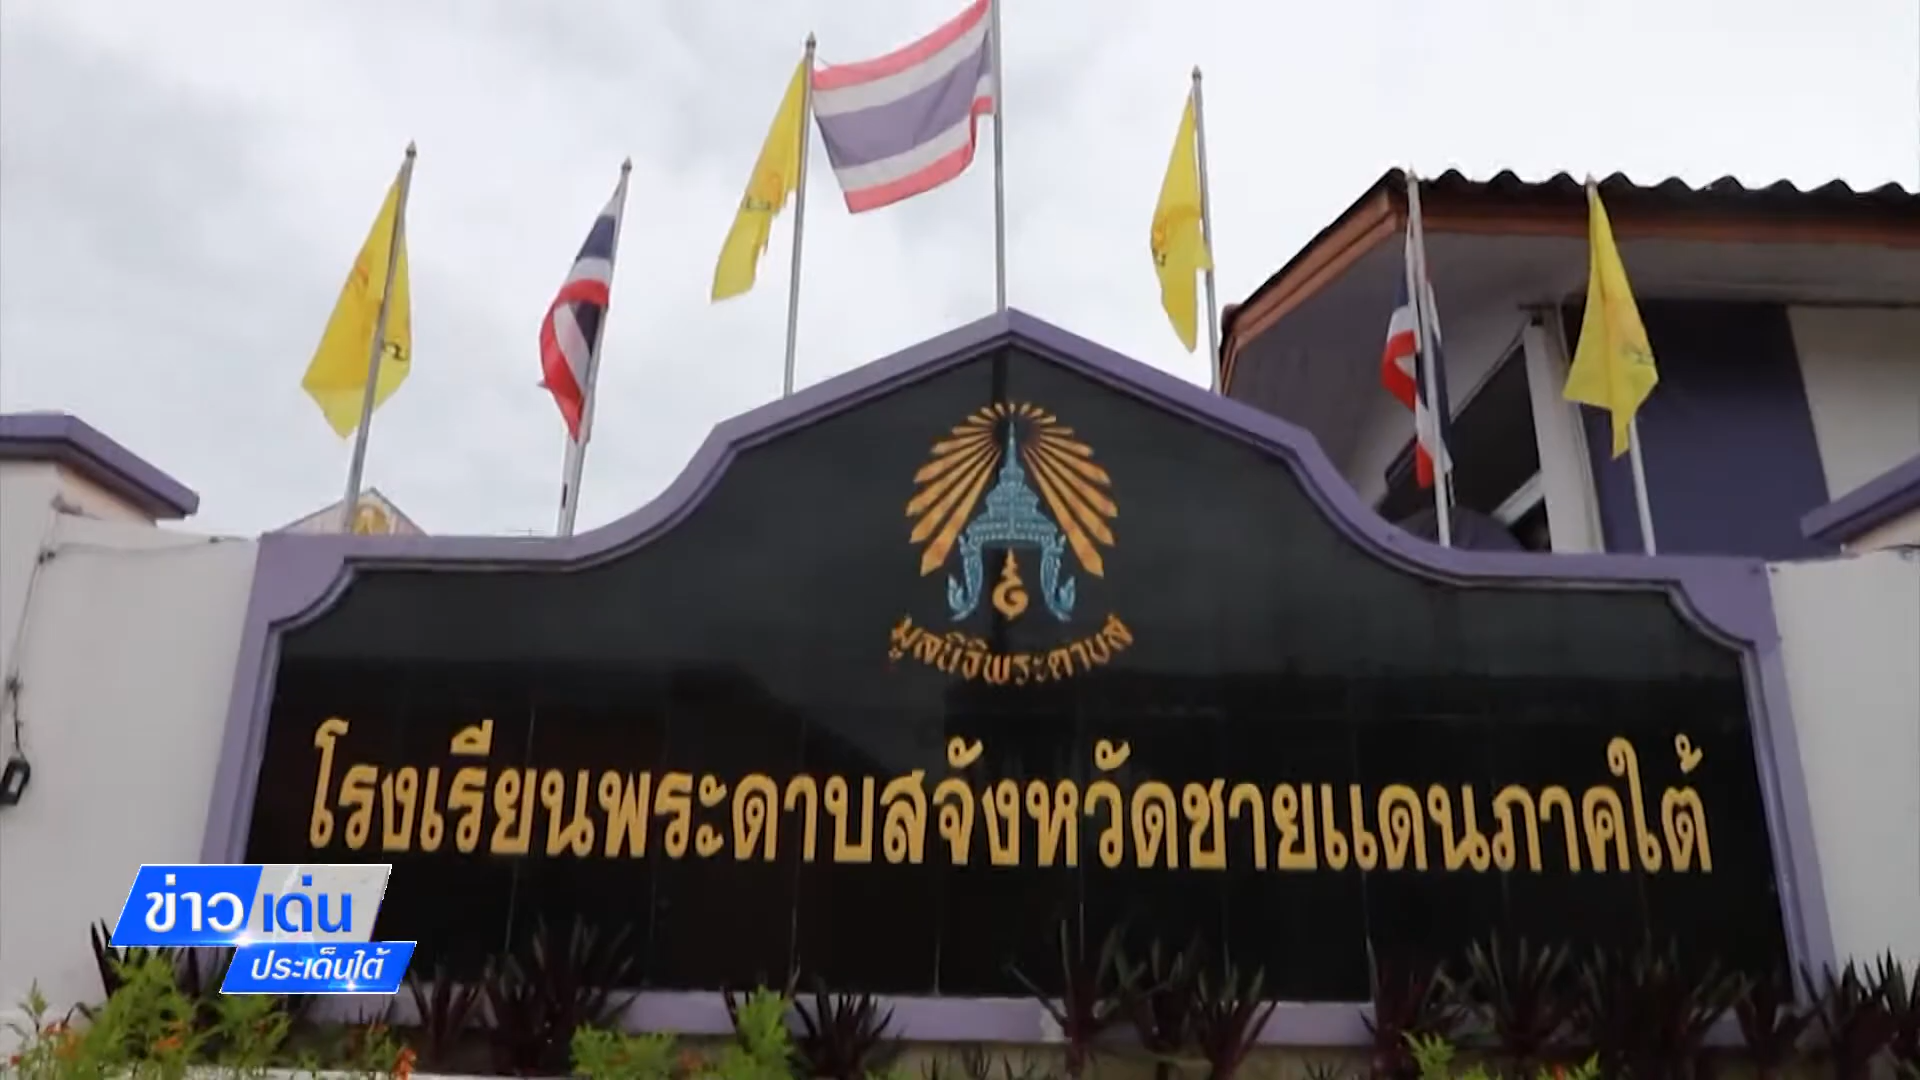 มูลนิธิพระดาบส
โรงเรียนพระดาบสจังหวัดชายแดนภาคใต้
ข่าวเด่น
ประเด็นใต้